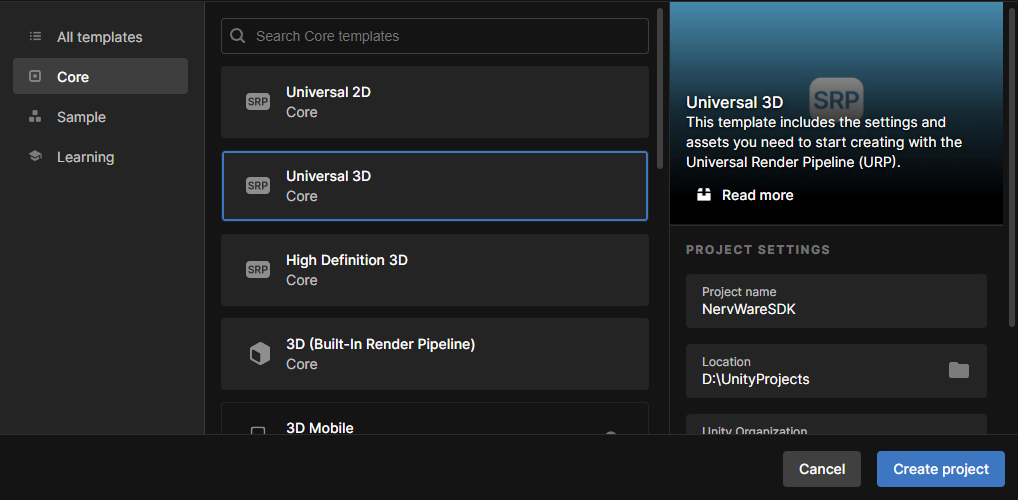 All templates
Core
Sample
Learning
Search Core templates
SRP
Universal 2D
Core
SRP
Universal 3D
Core
SRP
High Definition 3D
Core
3D (Built-In Render Pipeline)
Core
3D Mobile
SRP
Universal 3D
This template includes the settings and
assets you need to start creating with the
Universal Render Pipeline (URP).
Read more
PROJECT SETTINGS
Project name
NervWareSDK
Location
D:\UnityProjects
Unity Organization
Cancel
Create project